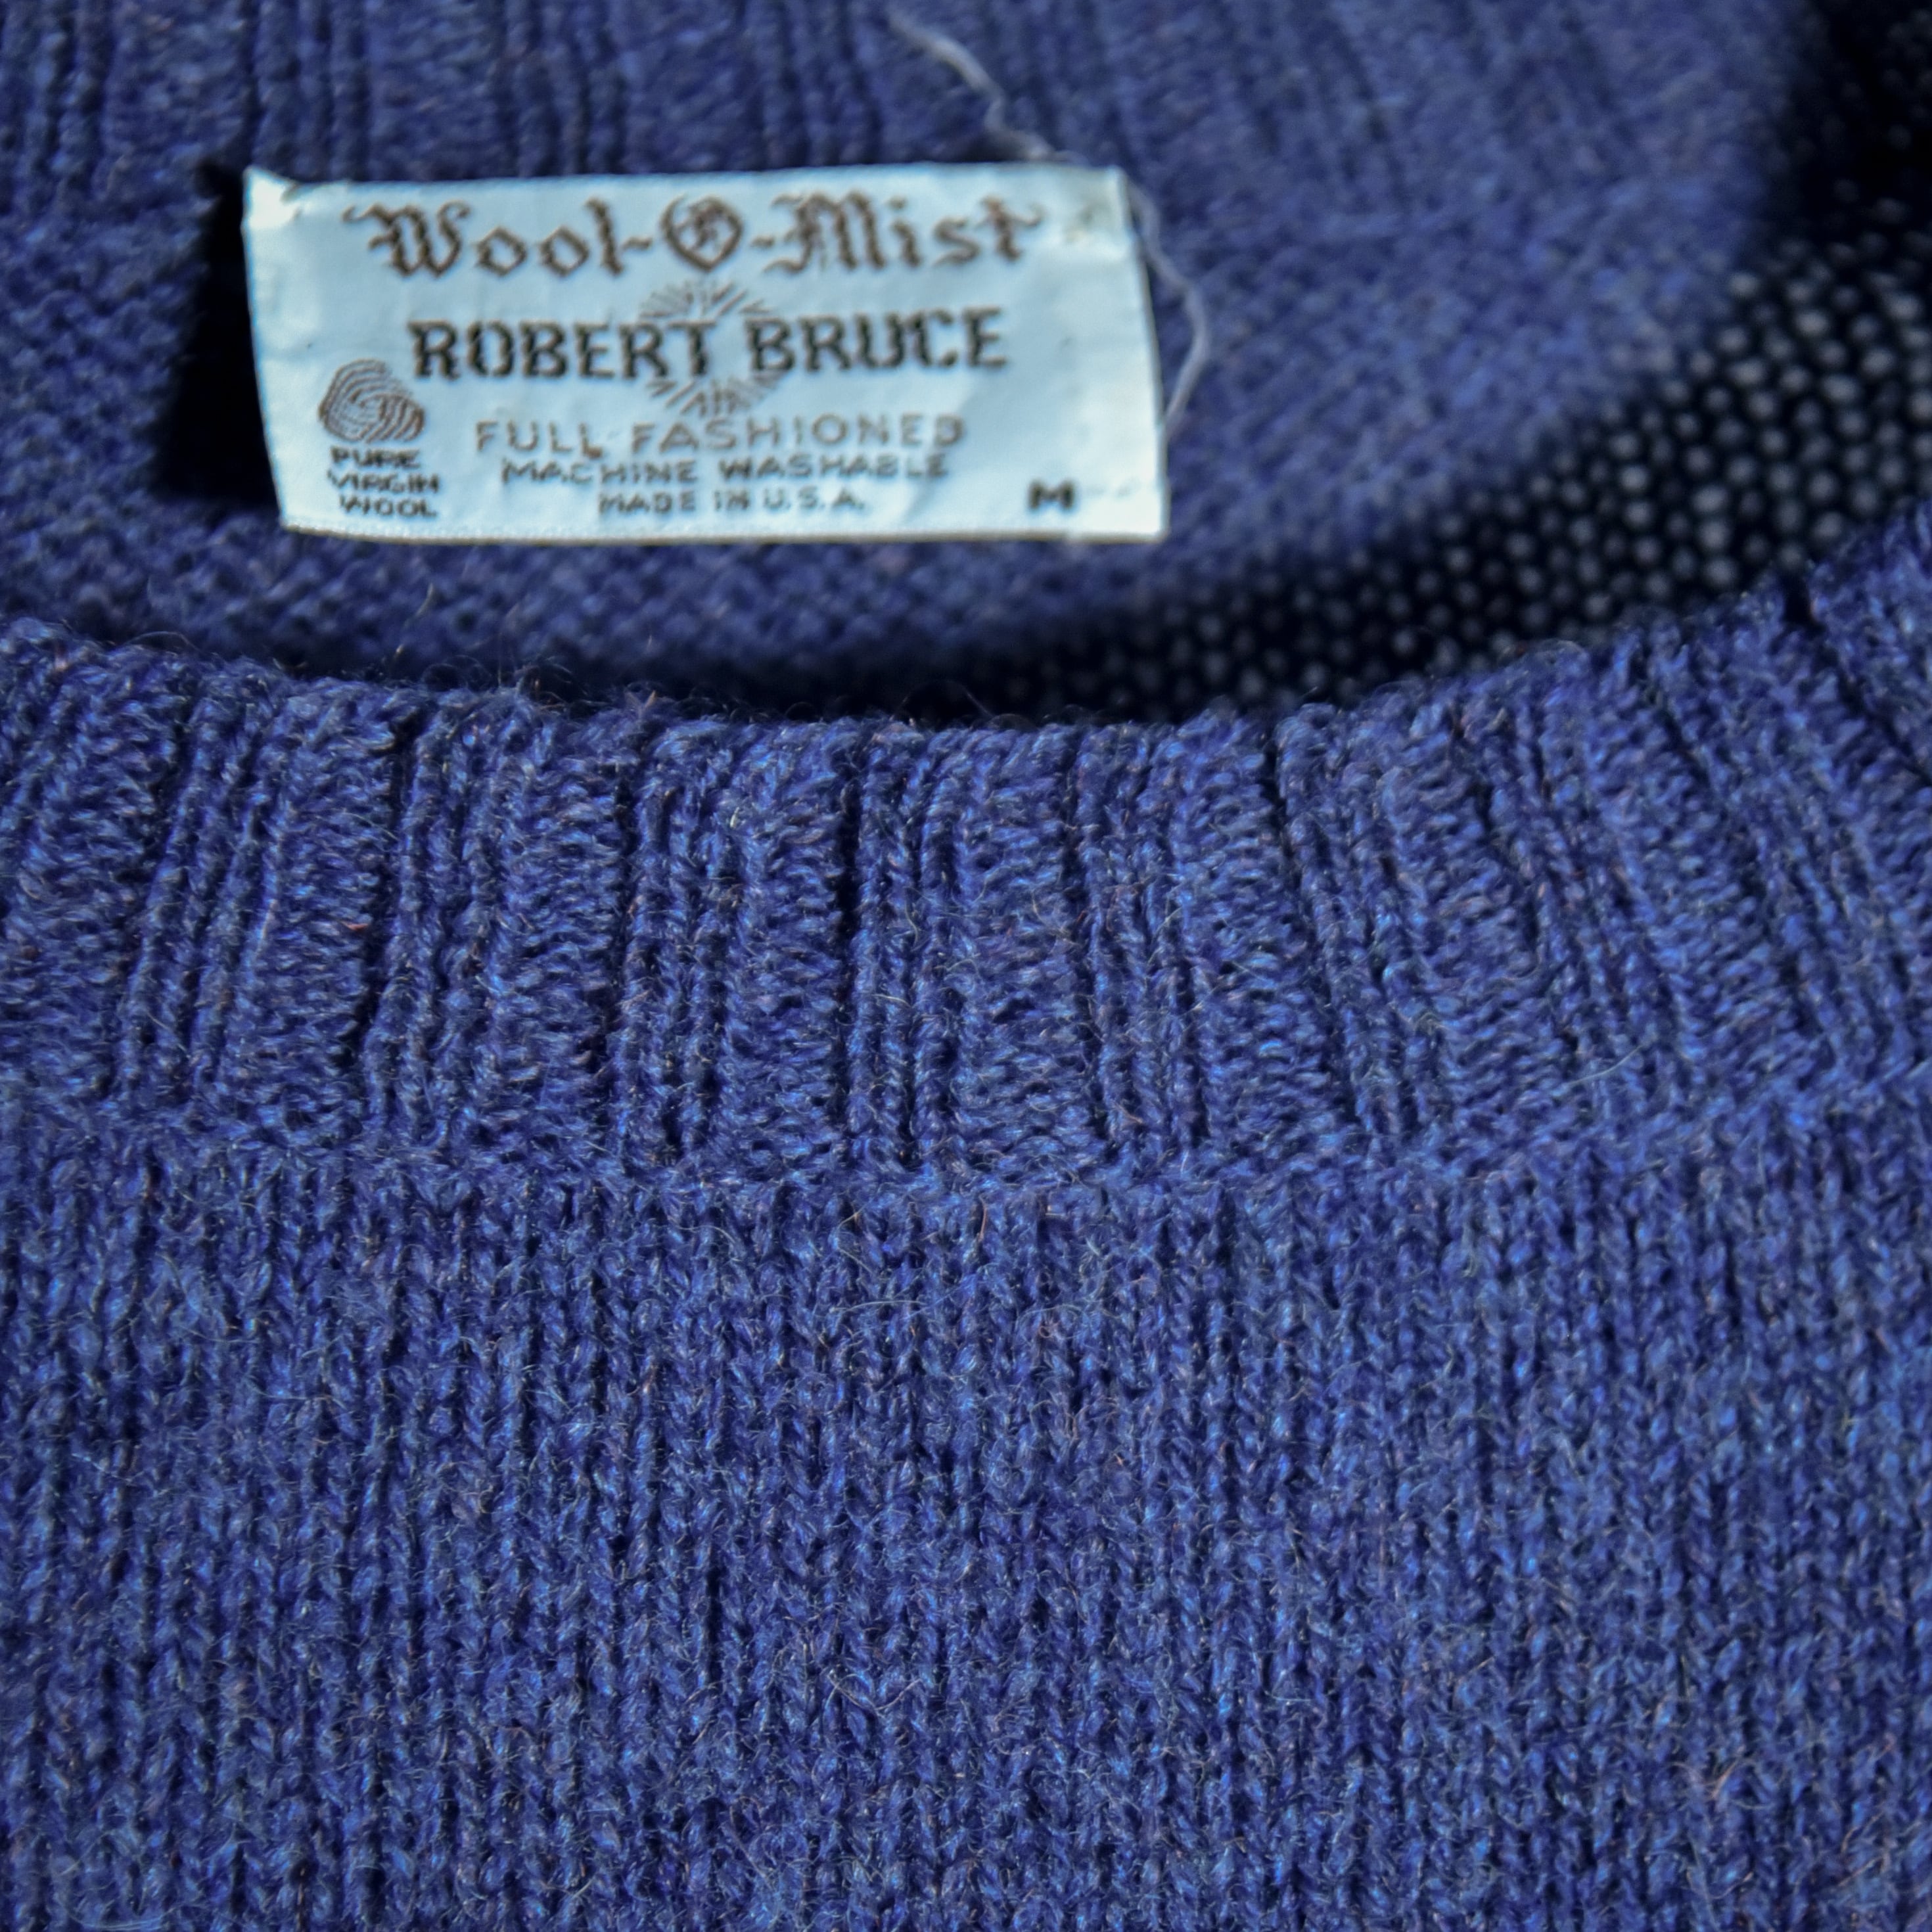 Wool-O-Mist
ROBERT BRUCE
FULL FASHIONED
MACHINE WASHABLE
MADE IN U.S.A.
PURE
VIRGIN
WOOL
M